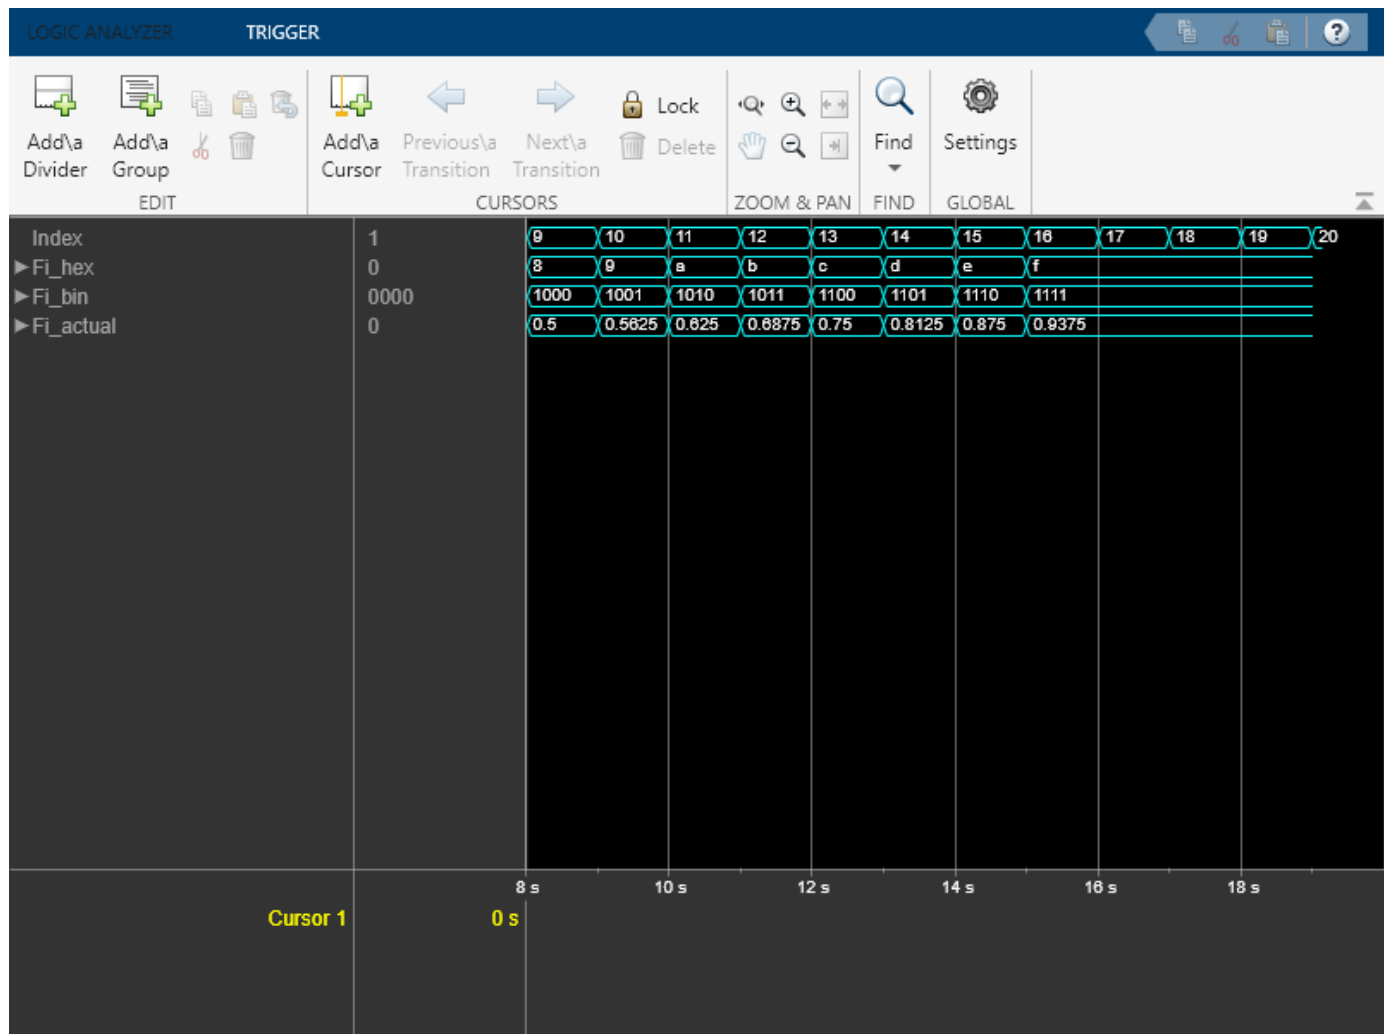 LOGIC ANALYZER TRIGGER ?
Add\a Add\a Add\a Previous\a Next\a Lock Find Settings
Divider Group Cursor Transition Transition Delete
EDIT CURSORS ZOOM & PAN FIND GLOBAL
Index 1 9 10 11 12 13 14 15 16 17 18 19 20
Fi_hex 0 8 9 a b c d e f
Fi_bin 0000 1000 1001 1010 1011 1100 1101 1110 1111
Fi_actual 0 0.5 0.5625 0.625 0.6875 0.75 0.8125 0.875 0.9375
8 s 10 s 12 s 14 s 16 s 18 s
Cursor 1 0 s